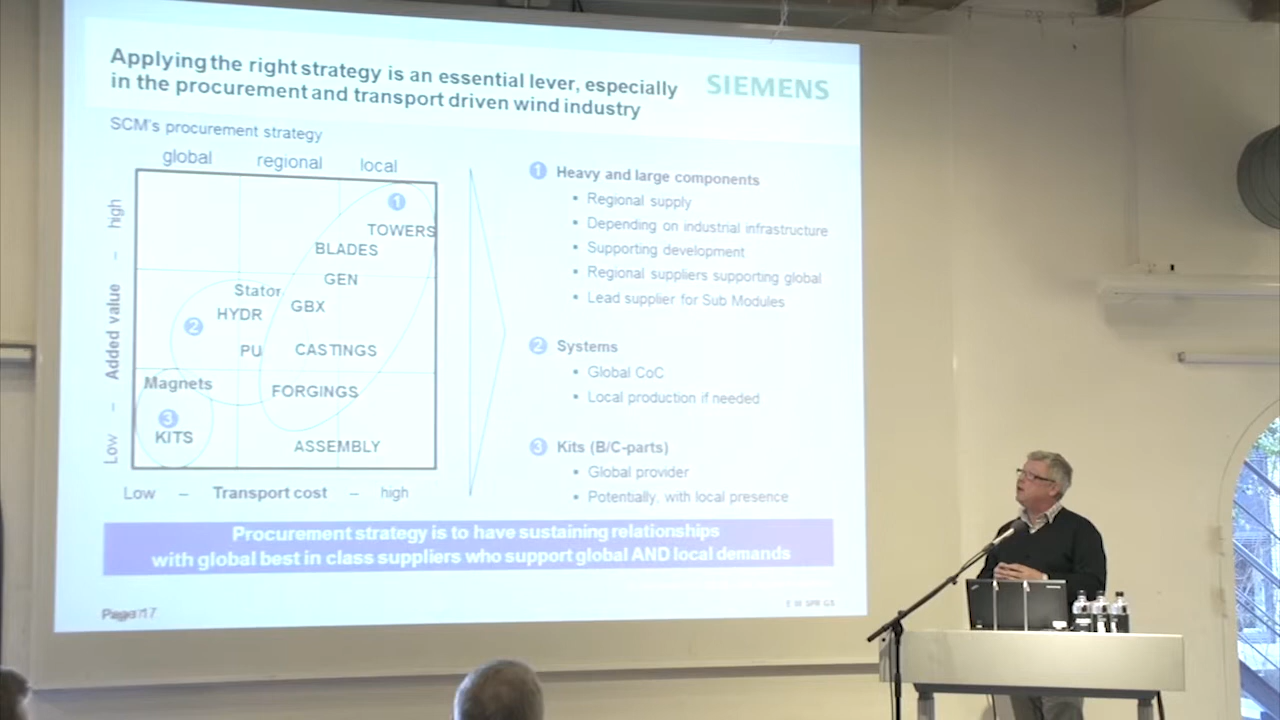 Applying the right strategy is an essential lever, especially
in the procurement and transport driven wind industry
SIEMENS
SCM's procurement strategy
global regional local
high – Added value – Low
1
TOWERS
BLADES
GEN
Stator
GBX
HYDR
2
PU
CASTINGS
Magnets
FORGINGS
3
KITS
ASSEMBLY
Low – Transport cost – high
1 Heavy and large components
• Regional supply
• Depending on industrial infrastructure
• Supporting development
• Regional suppliers supporting global
• Lead supplier for Sub Modules
2 Systems
• Global CoC
• Local production if needed
3 Kits (B/C-parts)
• Global provider
• Potentially, with local presence
Procurement strategy is to have sustaining relationships
with global best in class suppliers who support global AND local demands